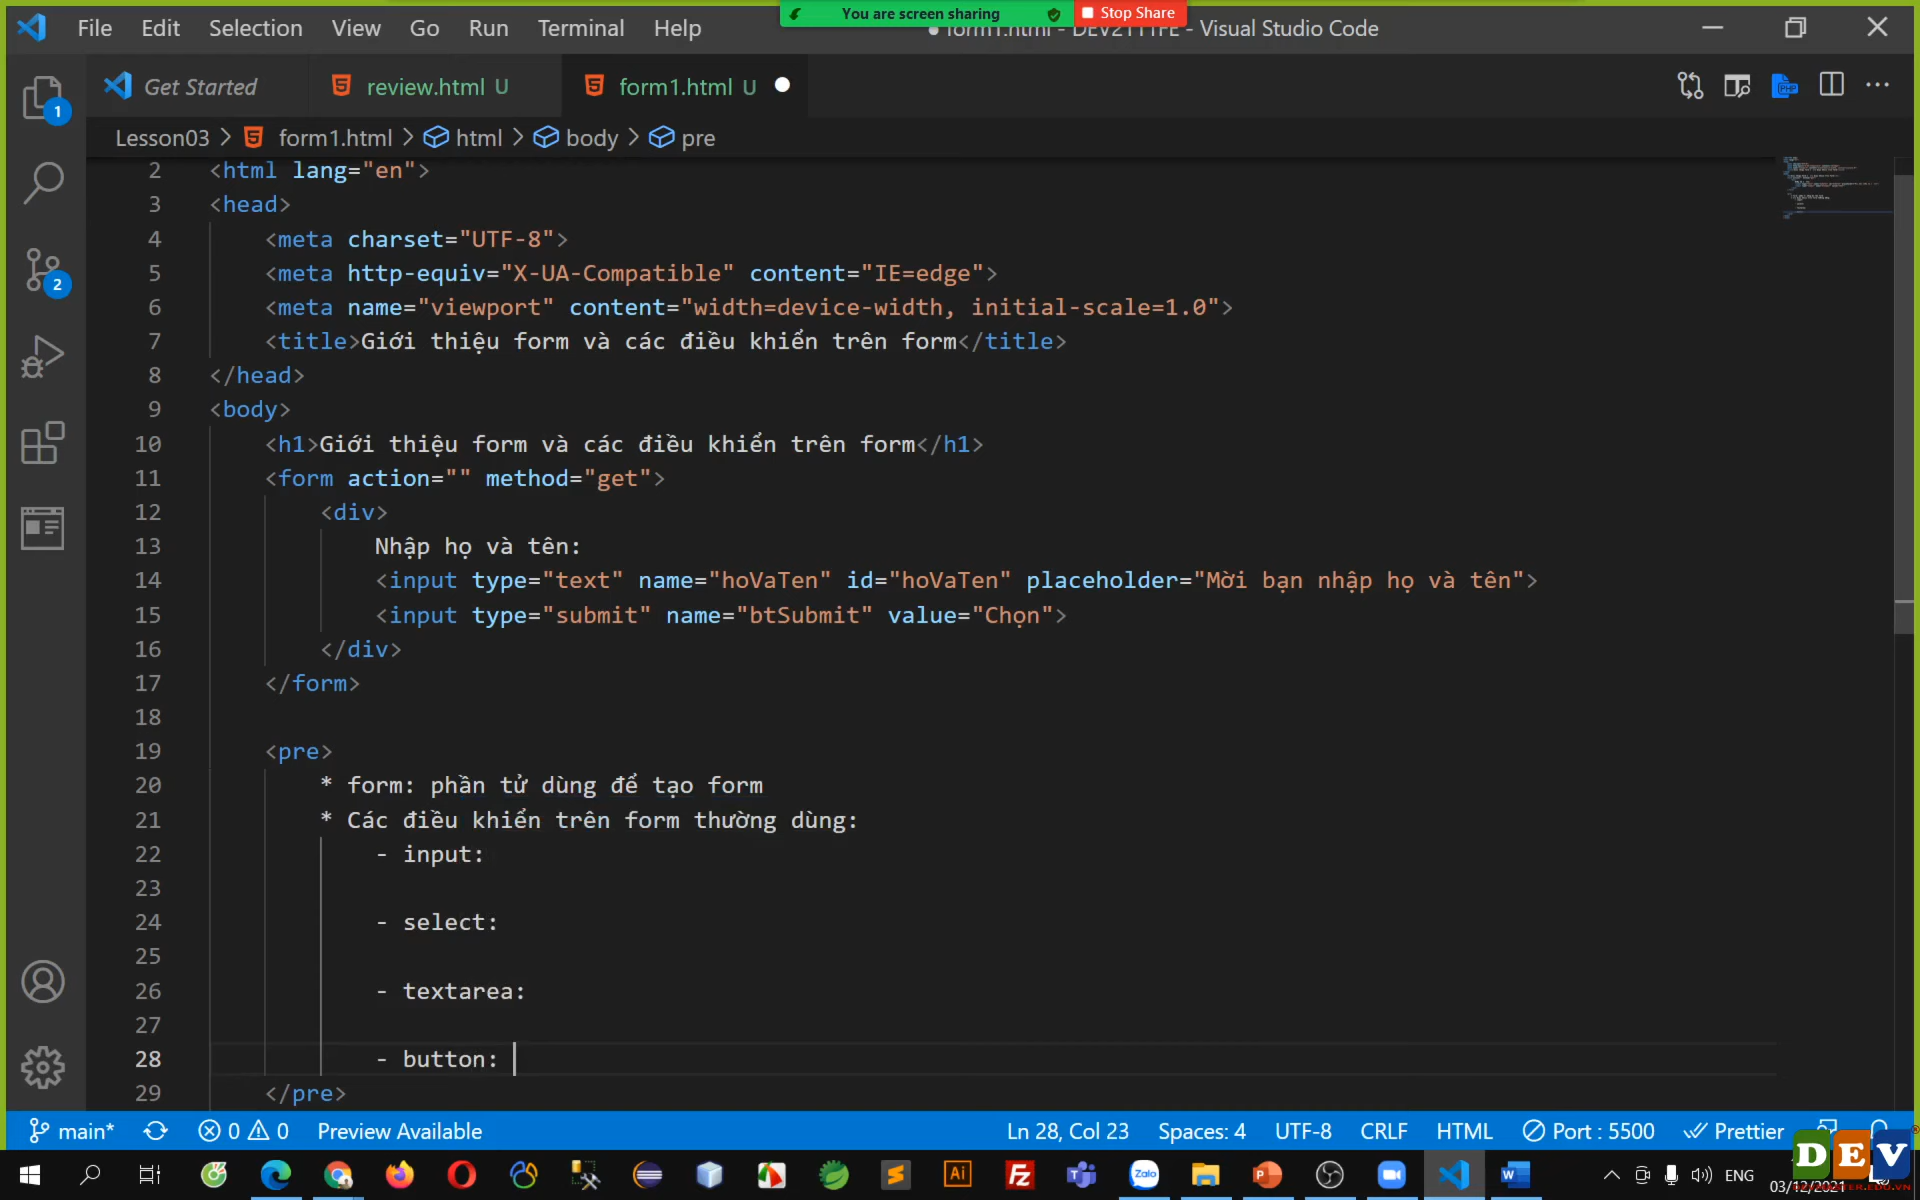 You are screen sharing
Stop Share
File Edit Selection View Go Run Terminal Help
form1.html - DEV2111FE - Visual Studio Code
Get Started
review.html U
form1.html U
1
Lesson03 > form1.html > html > body > pre
2 <html lang="en">
3 <head>
4 <meta charset="UTF-8">
5 <meta http-equiv="X-UA-Compatible" content="IE=edge">
6 <meta name="viewport" content="width=device-width, initial-scale=1.0">
7 <title>Giới thiệu form và các điều khiển trên form</title>
8 </head>
9 <body>
10 <h1>Giới thiệu form và các điều khiển trên form</h1>
11 <form action="" method="get">
12 <div>
13 Nhập họ và tên:
14 <input type="text" name="hoVaTen" id="hoVaTen" placeholder="Mời bạn nhập họ và tên">
15 <input type="submit" name="btSubmit" value="Chọn">
16 </div>
17 </form>
18
19 <pre>
20 * form: phần tử dùng để tạo form
21 * Các điều khiển trên form thường dùng:
22 - input:
23
24 - select:
25
26 - textarea:
27
28 - button:
29 </pre>
2
main* 0 0 Preview Available
Ln 28, Col 23 Spaces: 4 UTF-8 CRLF HTML Port : 5500 Prettier
ENG
03/12/2021
DEV